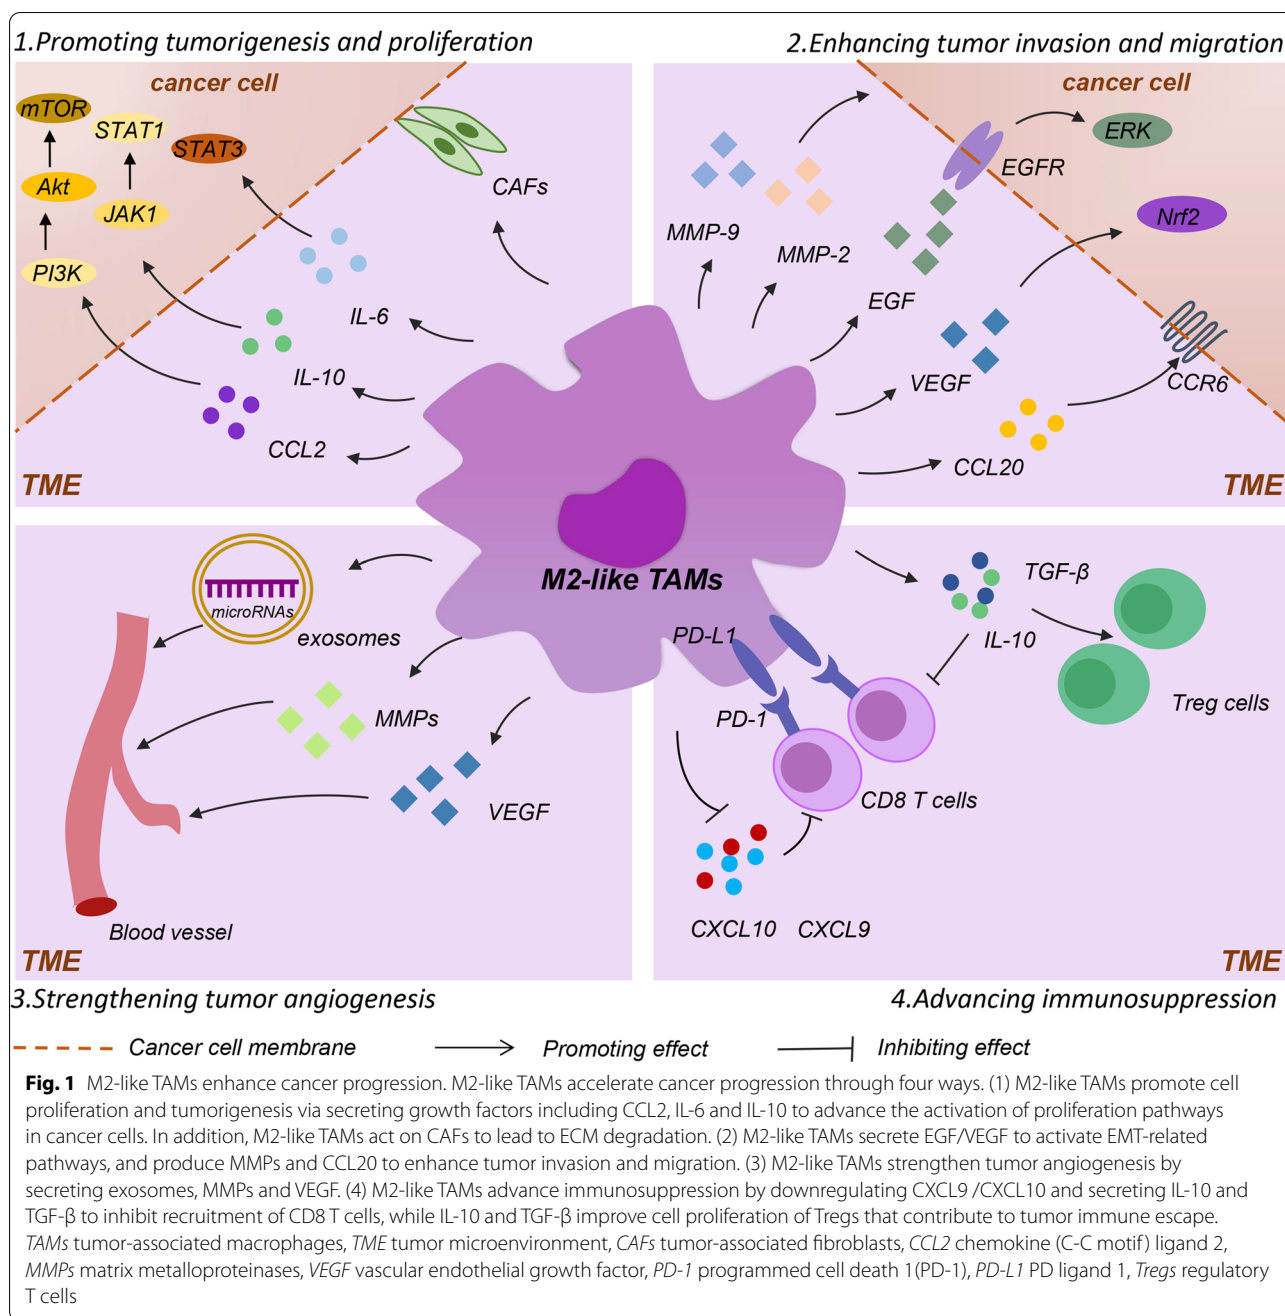 1.Promoting tumorigenesis and proliferation
2.Enhancing tumor invasion and migration
cancer cell
mTOR
STAT1
STAT3
Akt
JAK1
PI3K
CAFs
IL-6
IL-10
CCL2
TME
cancer cell
ERK
EGFR
Nrf2
MMP-9
MMP-2
EGF
VEGF
CCR6
CCL20
TME
M2-like TAMs
microRNAs
exosomes
MMPs
VEGF
Blood vessel
TME
TGF-β
IL-10
Treg cells
PD-L1
PD-1
CD8 T cells
CXCL10
CXCL9
TME
3.Strengthening tumor angiogenesis
4.Advancing immunosuppression
Cancer cell membrane
Promoting effect
Inhibiting effect
Fig. 1 M2-like TAMs enhance cancer progression. M2-like TAMs accelerate cancer progression through four ways. (1) M2-like TAMs promote cell
proliferation and tumorigenesis via secreting growth factors including CCL2, IL-6 and IL-10 to advance the activation of proliferation pathways
in cancer cells. In addition, M2-like TAMs act on CAFs to lead to ECM degradation. (2) M2-like TAMs secrete EGF/VEGF to activate EMT-related
pathways, and produce MMPs and CCL20 to enhance tumor invasion and migration. (3) M2-like TAMs strengthen tumor angiogenesis by
secreting exosomes, MMPs and VEGF. (4) M2-like TAMs advance immunosuppression by downregulating CXCL9 /CXCL10 and secreting IL-10 and
TGF-β to inhibit recruitment of CD8 T cells, while IL-10 and TGF-β improve cell proliferation of Tregs that contribute to tumor immune escape.
TAMs tumor-associated macrophages, TME tumor microenvironment, CAFs tumor-associated fibroblasts, CCL2 chemokine (C-C motif) ligand 2,
MMPs matrix metalloproteinases, VEGF vascular endothelial growth factor, PD-1 programmed cell death 1(PD-1), PD-L1 PD ligand 1, Tregs regulatory
T cells